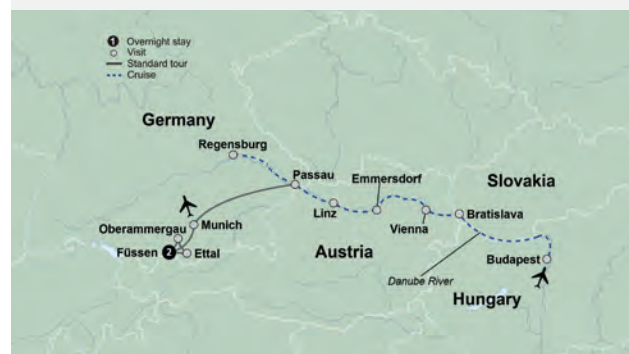 1 Overnight stay
Visit
Standard tour
Cruise
Germany
Regensburg
Passau
Emmersdorf
Slovakia
Oberammergau
Munich
Linz
Vienna
Bratislava
Füssen 2
Ettal
Austria
Budapest
Danube River
Hungary